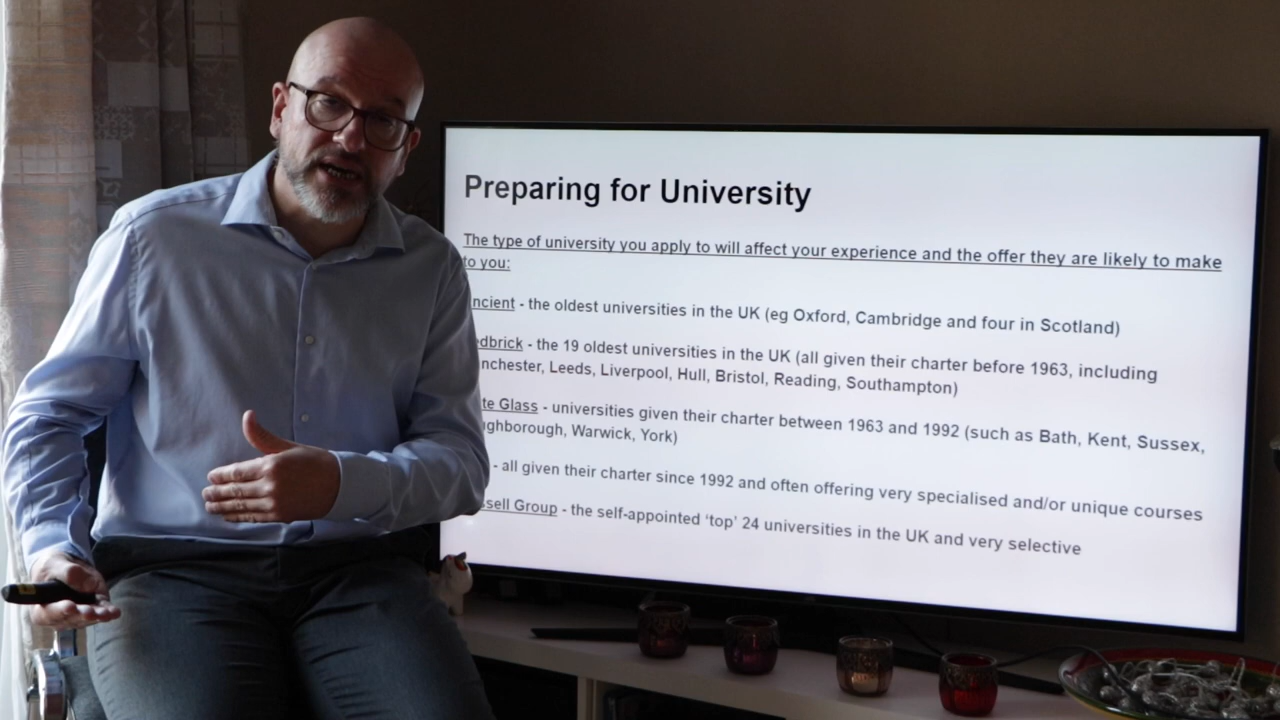 Preparing for University
The type of university you apply to will affect your experience and the offer they are likely to make
to you:
ncient - the oldest universities in the UK (eg Oxford, Cambridge and four in Scotland)
edbrick - the 19 oldest universities in the UK (all given their charter before 1963, including
nchester, Leeds, Liverpool, Hull, Bristol, Reading, Southampton)
te Glass - universities given their charter between 1963 and 1992 (such as Bath, Kent, Sussex,
ghborough, Warwick, York)
- all given their charter since 1992 and often offering very specialised and/or unique courses
ssell Group - the self-appointed ‘top’ 24 universities in the UK and very selective